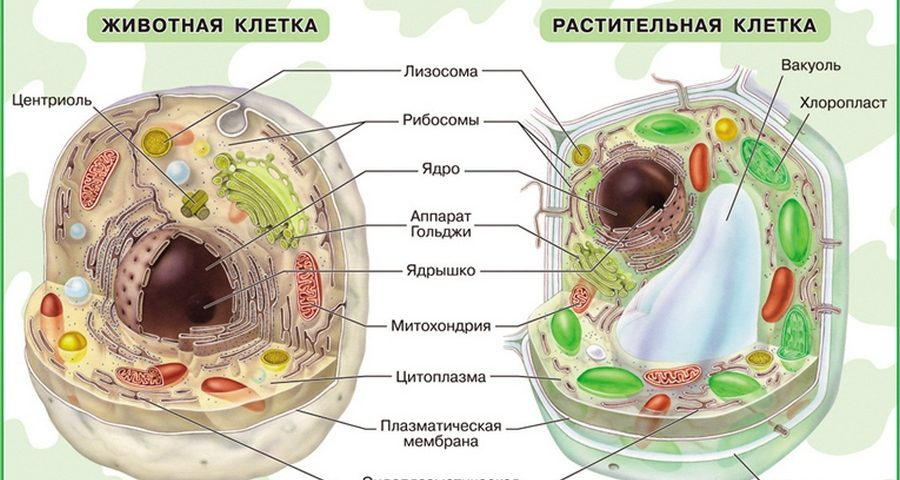 ЖИВОТНАЯ КЛЕТКА
РАСТИТЕЛЬНАЯ КЛЕТКА
Центриоль
Лизосома
Рибосомы
Ядро
Аппарат
Гольджи
Ядрышко
Митохондрия
Цитоплазма
Плазматическая
мембрана
Вакуоль
Хлоропласт